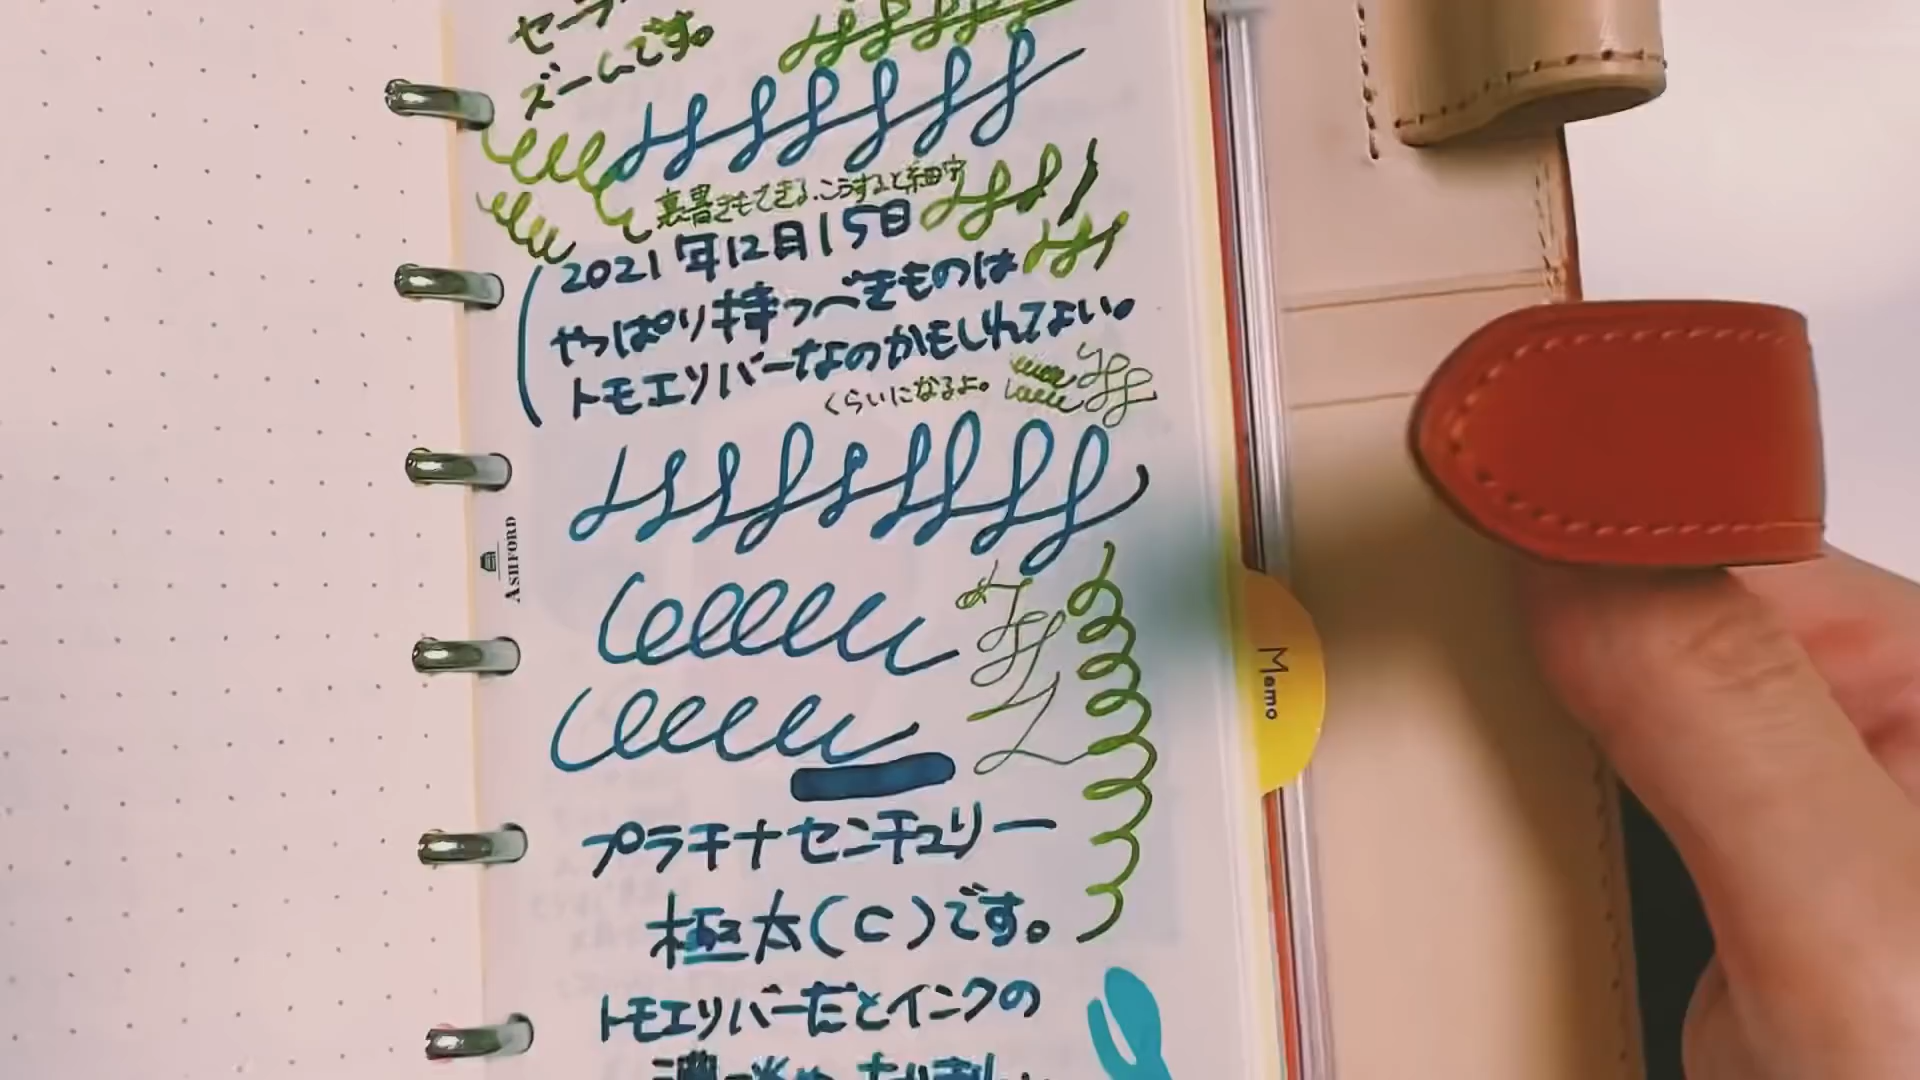 セーラー
ズームです。
裏書きもできる.こうすると細字
2021年12月15日
やっぱり持つべきものは
トモエリバーなのかもしれてよい。
くらいになるよ。
ASHFORD
Memo
プラチナセンチュリー
極太(C)です。
トモエリバーだとインクの